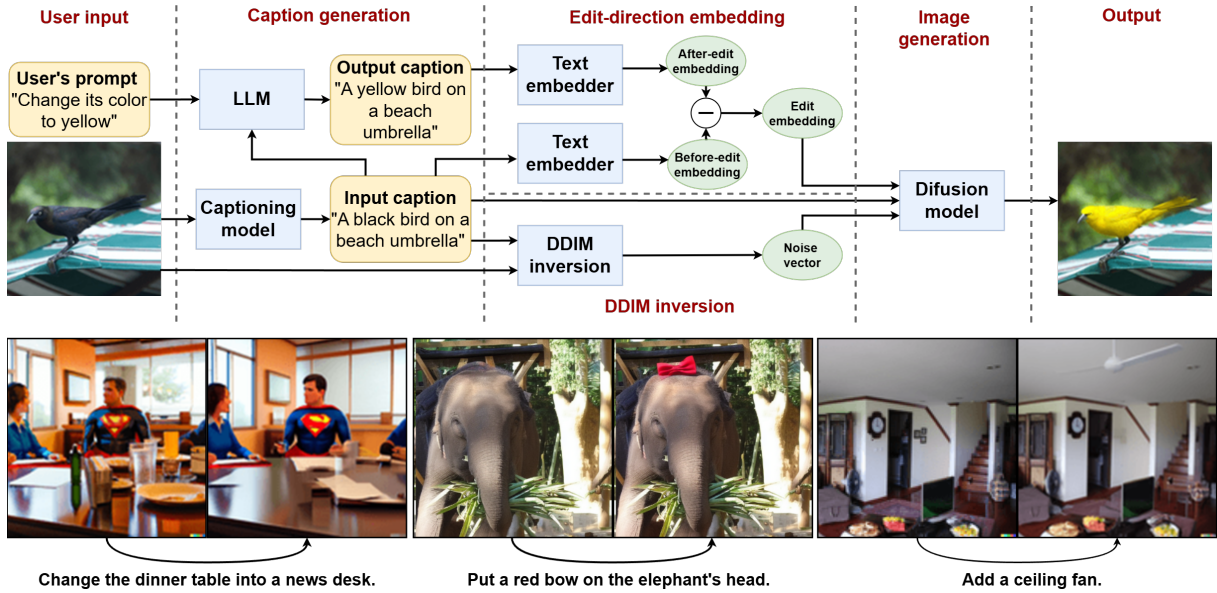 User input
Caption generation
Edit-direction embedding
Image
generation
Output
User's prompt
"Change its color
to yellow"
LLM
Output caption
"A yellow bird on
a beach
umbrella"
Text
embedder
After-edit
embedding
Edit
embedding
Text
embedder
Before-edit
embedding
Captioning
model
Input caption
"A black bird on a
beach umbrella"
DDIM
inversion
Noise
vector
Difusion
model
DDIM inversion
Change the dinner table into a news desk.
Put a red bow on the elephant's head.
Add a ceiling fan.